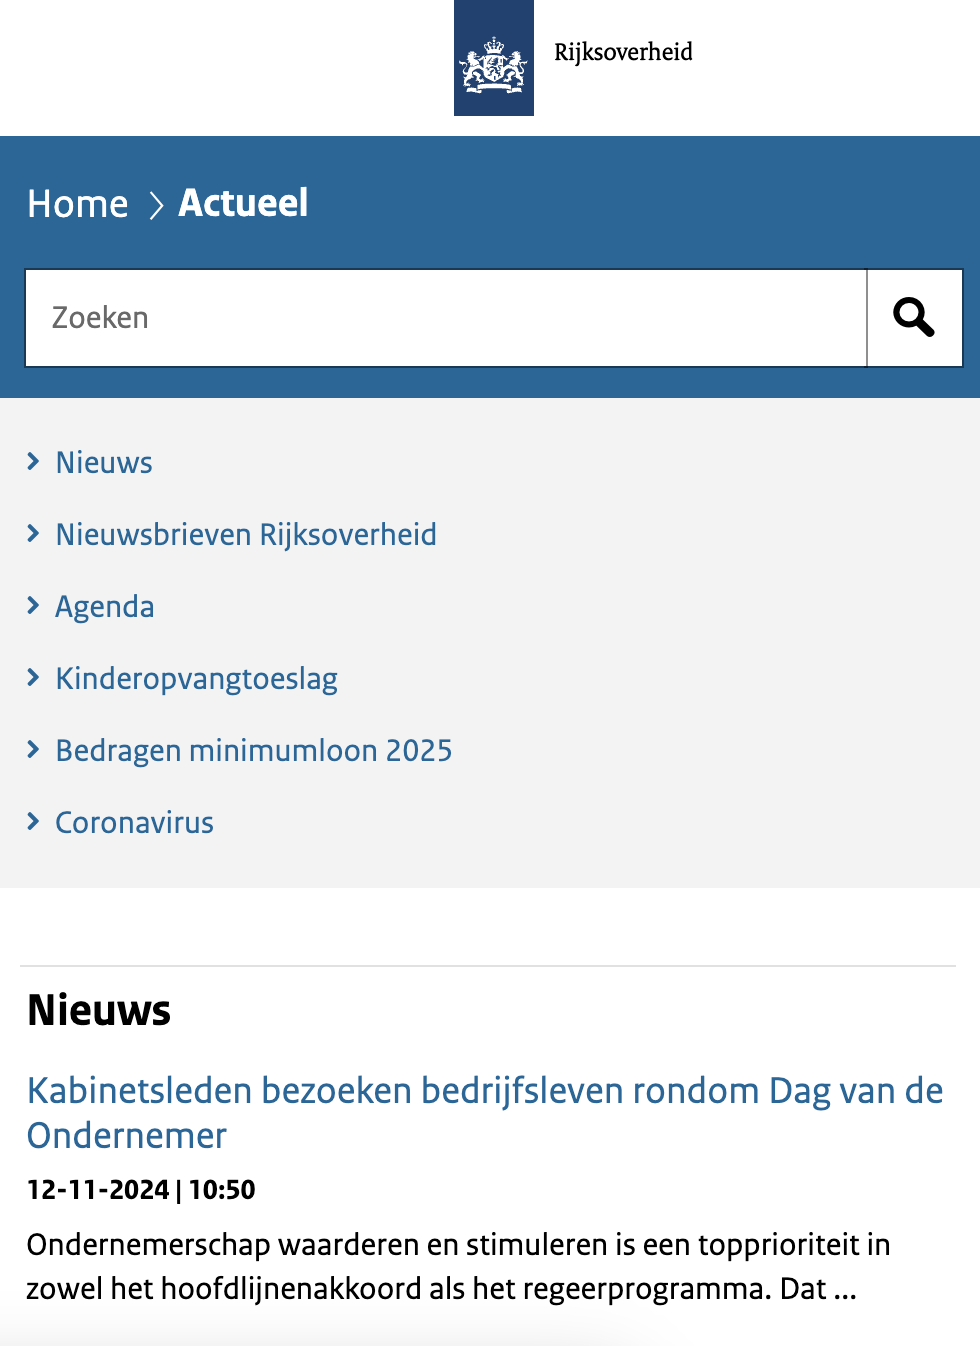 Rijksoverheid
Home > Actueel
Zoeken
Nieuws
Nieuwsbrieven Rijksoverheid
Agenda
Kinderopvangtoeslag
Bedragen minimumloon 2025
Coronavirus
Nieuws
Kabinetsleden bezoeken bedrijfsleven rondom Dag van de
Ondernemer
12-11-2024 | 10:50
Ondernemerschap waarderen en stimuleren is een topprioriteit in
zowel het hoofdlijnenakkoord als het regeerprogramma. Dat ...